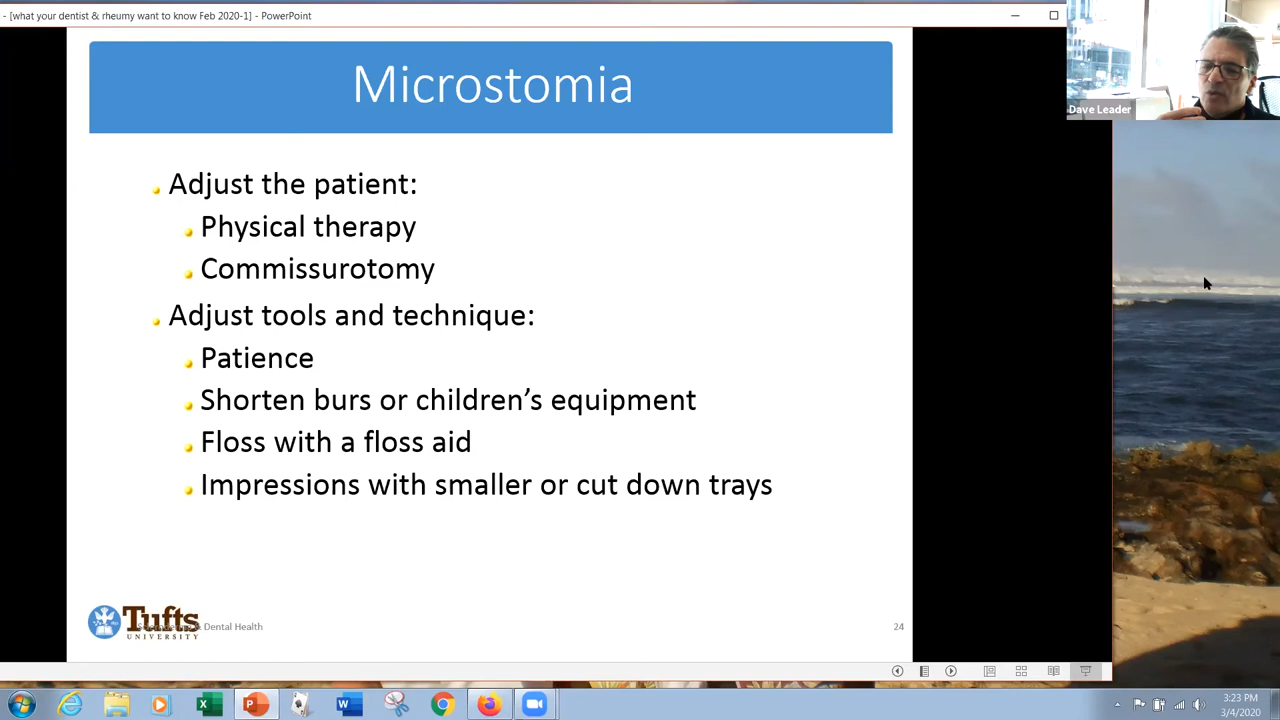 - [what your dentist & rheumy want to know Feb 2020-1] - PowerPoint
Dave Leader
Microstomia
Adjust the patient:
Physical therapy
Commissurotomy
Adjust tools and technique:
Patience
Shorten burs or children's equipment
Floss with a floss aid
Impressions with smaller or cut down trays
Tufts
UNIVERSITY
& Dental Health
24
3:23 PM
3/4/2020